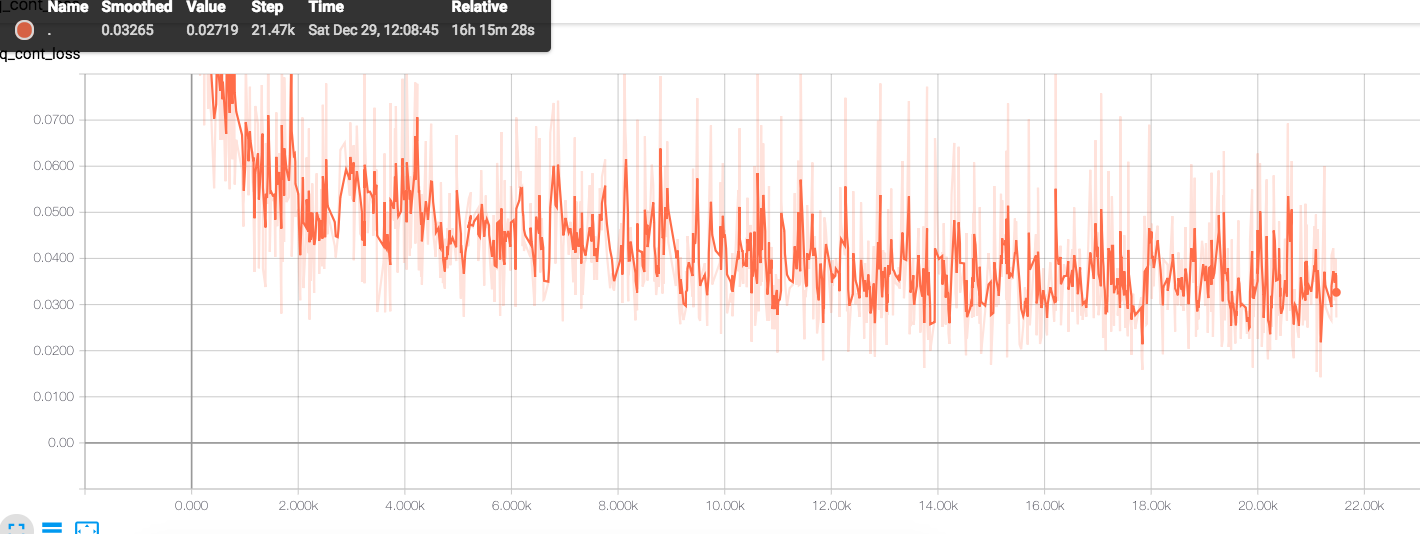 Name Smoothed Value Step Time Relative
. 0.03265 0.02719 21.47k Sat Dec 29, 12:08:45 16h 15m 28s
q_cont_loss
0.0700
0.0600
0.0500
0.0400
0.0300
0.0200
0.0100
0.00
0.000 2.000k 4.000k 6.000k 8.000k 10.00k 12.00k 14.00k 16.00k 18.00k 20.00k 22.00k